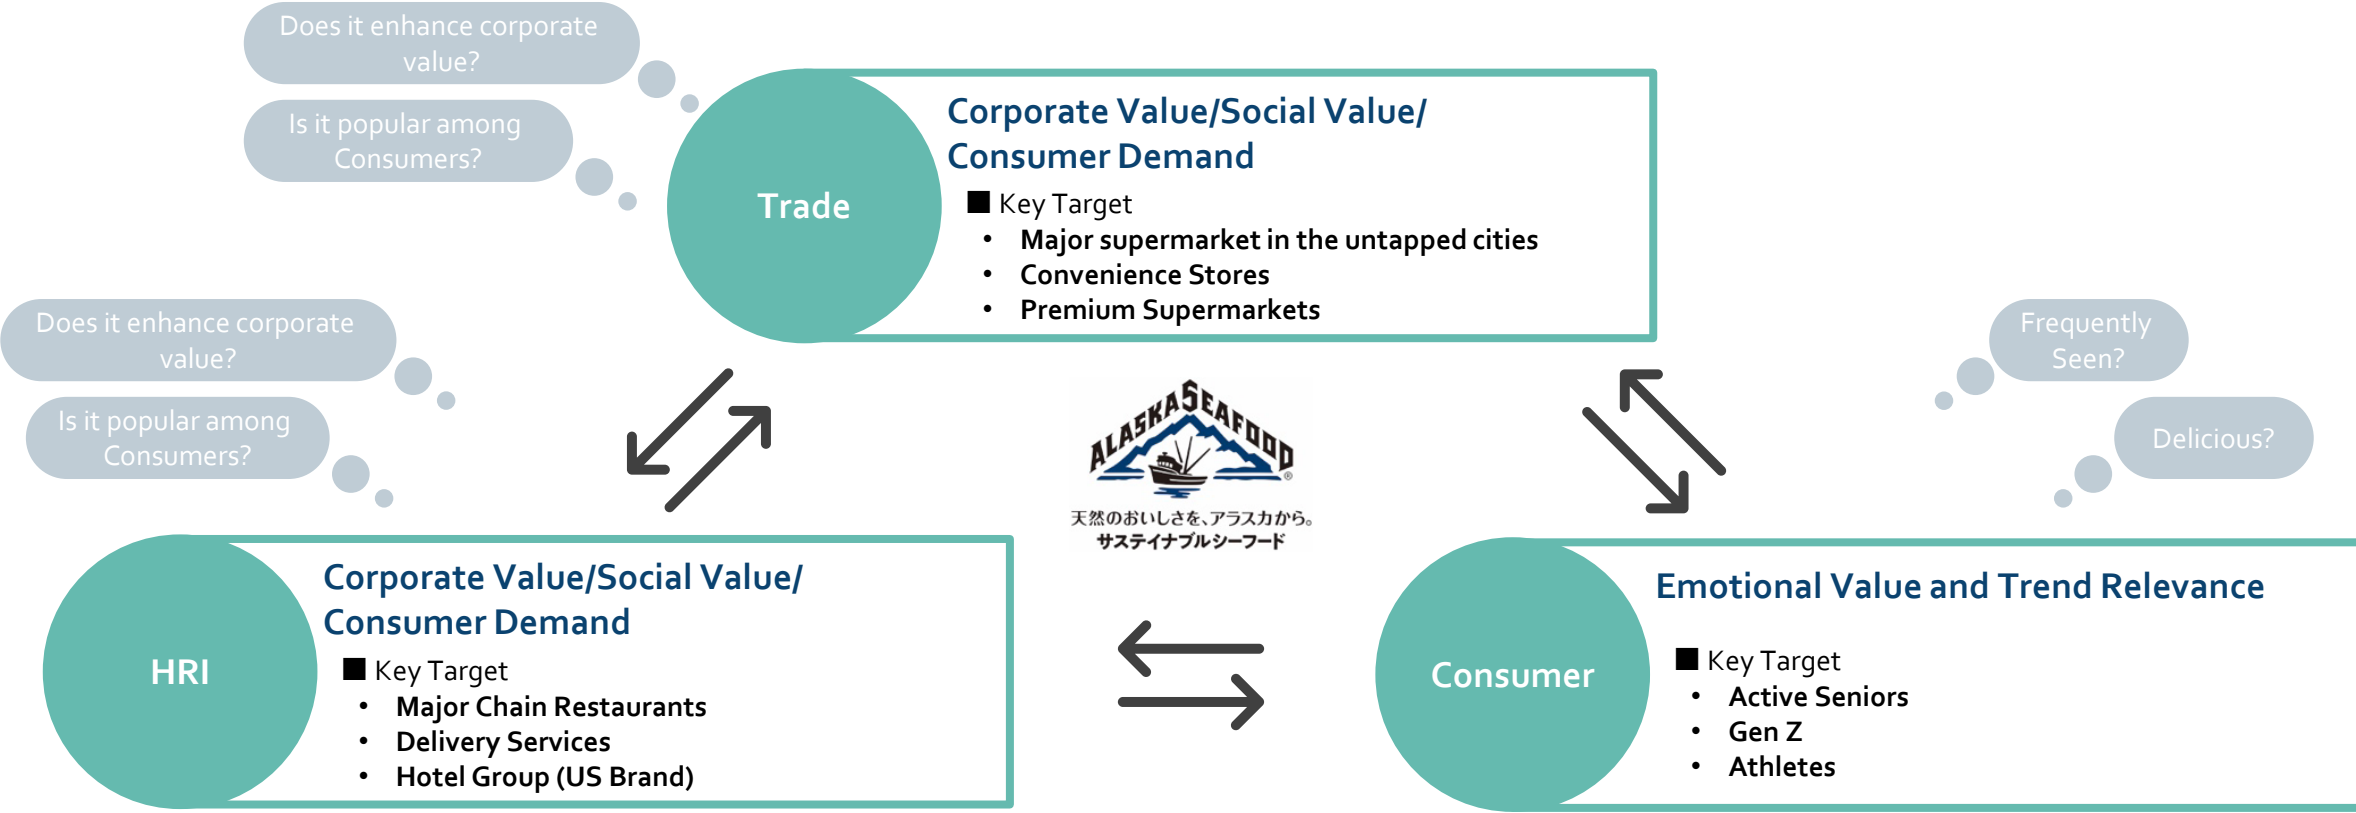 Does it enhance corporate
value?
Is it popular among
Consumers?
Trade
Corporate Value/Social Value/
Consumer Demand
■ Key Target
• Major supermarket in the untapped cities
• Convenience Stores
• Premium Supermarkets
Does it enhance corporate
value?
Is it popular among
Consumers?
Frequently
Seen?
Delicious?
ALASKA SEAFOOD®
天然のおいしさを、アラスカから。
サステイナブルシーフード
HRI
Corporate Value/Social Value/
Consumer Demand
■ Key Target
• Major Chain Restaurants
• Delivery Services
• Hotel Group (US Brand)
Consumer
Emotional Value and Trend Relevance
■ Key Target
• Active Seniors
• Gen Z
• Athletes